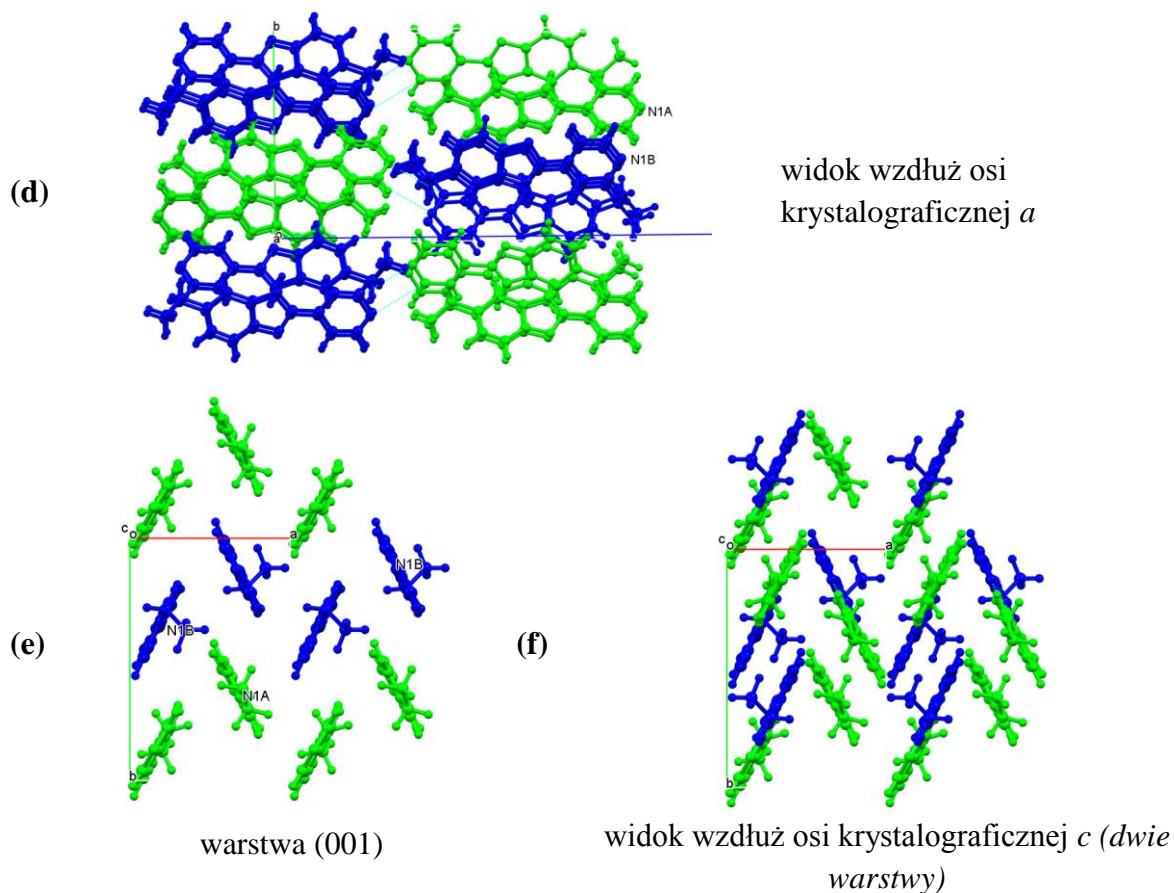 b
N1A
N1B
(d)
widok wzdłuż osi
krystalograficznej a
o
a
c o
a
N1B
N1B
N1A
b
(e)
c o
a
b
(f)
warstwa (001)
widok wzdłuż osi krystalograficznej c (dwie
warstwy)